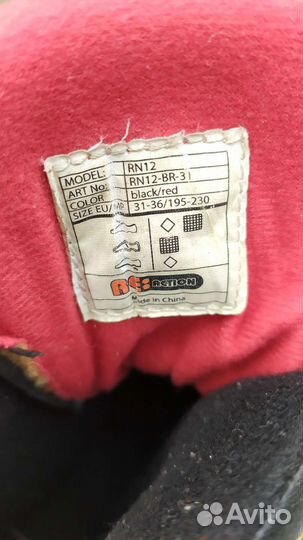 MODEL: RN12
ART No: RN12-BR-31
COLOR black/red
SIZE EU/MP 31-36/195-230
ACTION
Made in China
Avito